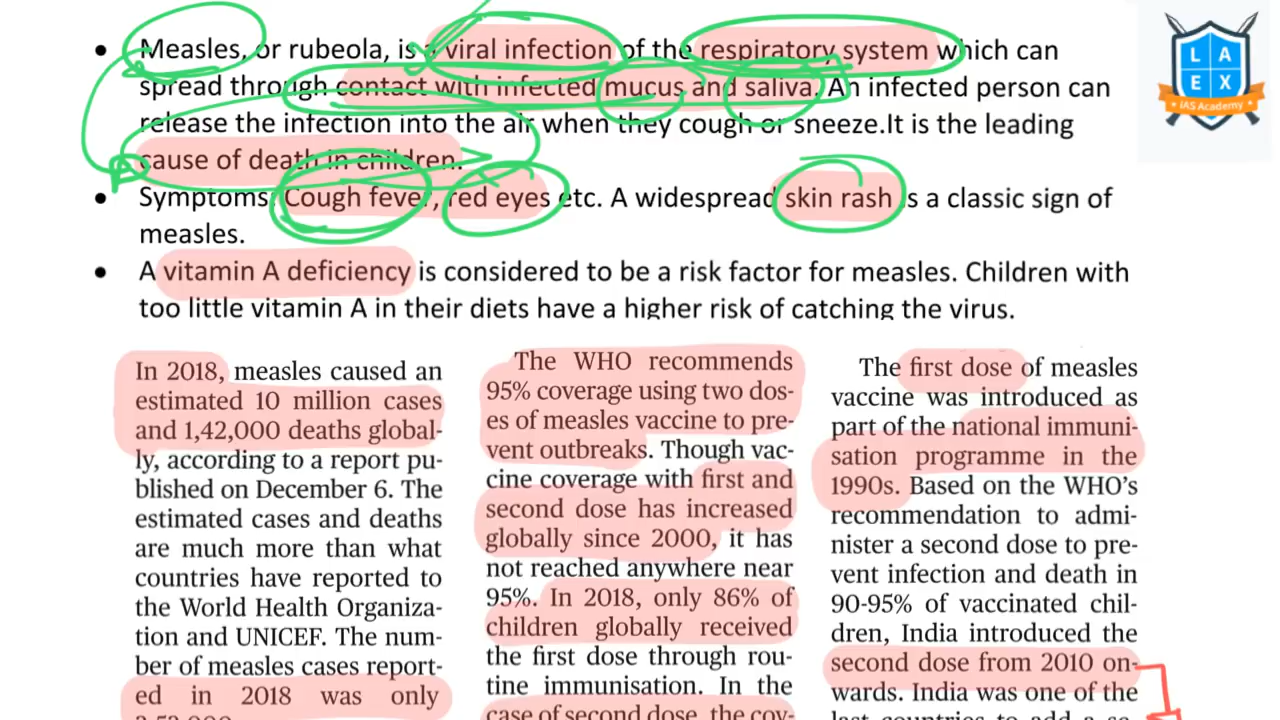 Measles, or rubeola, is a viral infection of the respiratory system which can
spread through contact with infected mucus and saliva. An infected person can
release the infection into the air when they cough or sneeze.It is the leading
cause of death in children.
Symptoms: Cough fever, red eyes etc. A widespread skin rash is a classic sign of
measles.
A vitamin A deficiency is considered to be a risk factor for measles. Children with
too little vitamin A in their diets have a higher risk of catching the virus.
L A
E X
iAS Academy
In 2018, measles caused an
estimated 10 million cases
and 1,42,000 deaths global-
ly, according to a report pu-
blished on December 6. The
estimated cases and deaths
are much more than what
countries have reported to
the World Health Organiza-
tion and UNICEF. The num-
ber of measles cases report-
ed in 2018 was only
The WHO recommends
95% coverage using two dos-
es of measles vaccine to pre-
vent outbreaks. Though vac-
cine coverage with first and
second dose has increased
globally since 2000, it has
not reached anywhere near
95%. In 2018, only 86% of
children globally received
the first dose through rou-
tine immunisation. In the
case of second dose, the cov-
The first dose of measles
vaccine was introduced as
part of the national immuni-
sation programme in the
1990s. Based on the WHO's
recommendation to admi-
nister a second dose to pre-
vent infection and death in
90-95% of vaccinated chil-
dren, India introduced the
second dose from 2010 on-
wards. India was one of the
last countries to add a se-